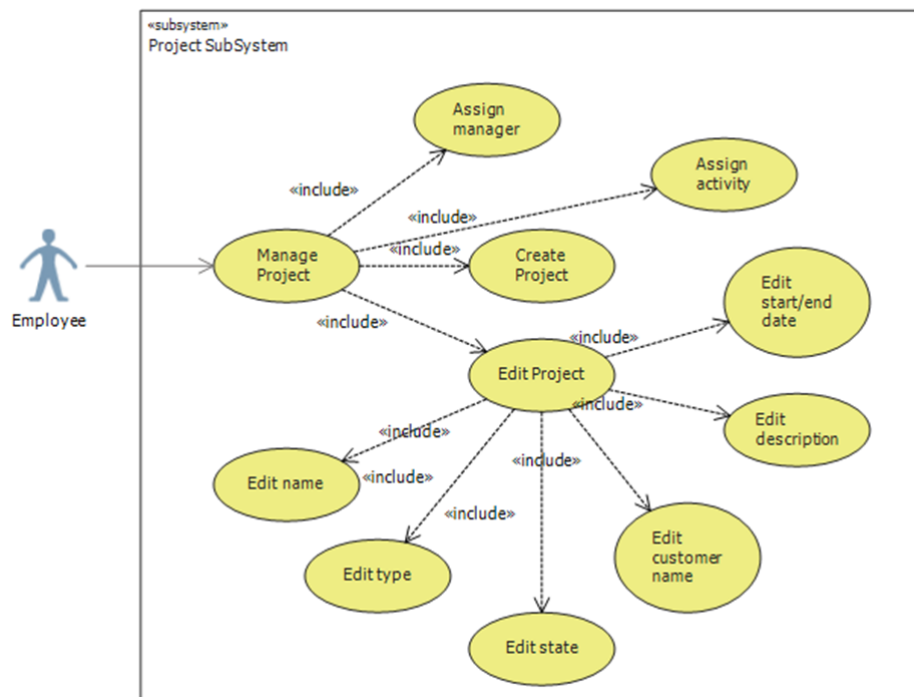 «subsystem»
Project SubSystem
Assign
manager
Assign
activity
«include»
«include»
«include»
Manage
Project
Create
Project
Employee
«include»
Edit
start/end
date
«include»
Edit Project
«include»
Edit
description
«include»
«include»
«include»
Edit name
«include»
Edit
customer
name
Edit type
Edit state